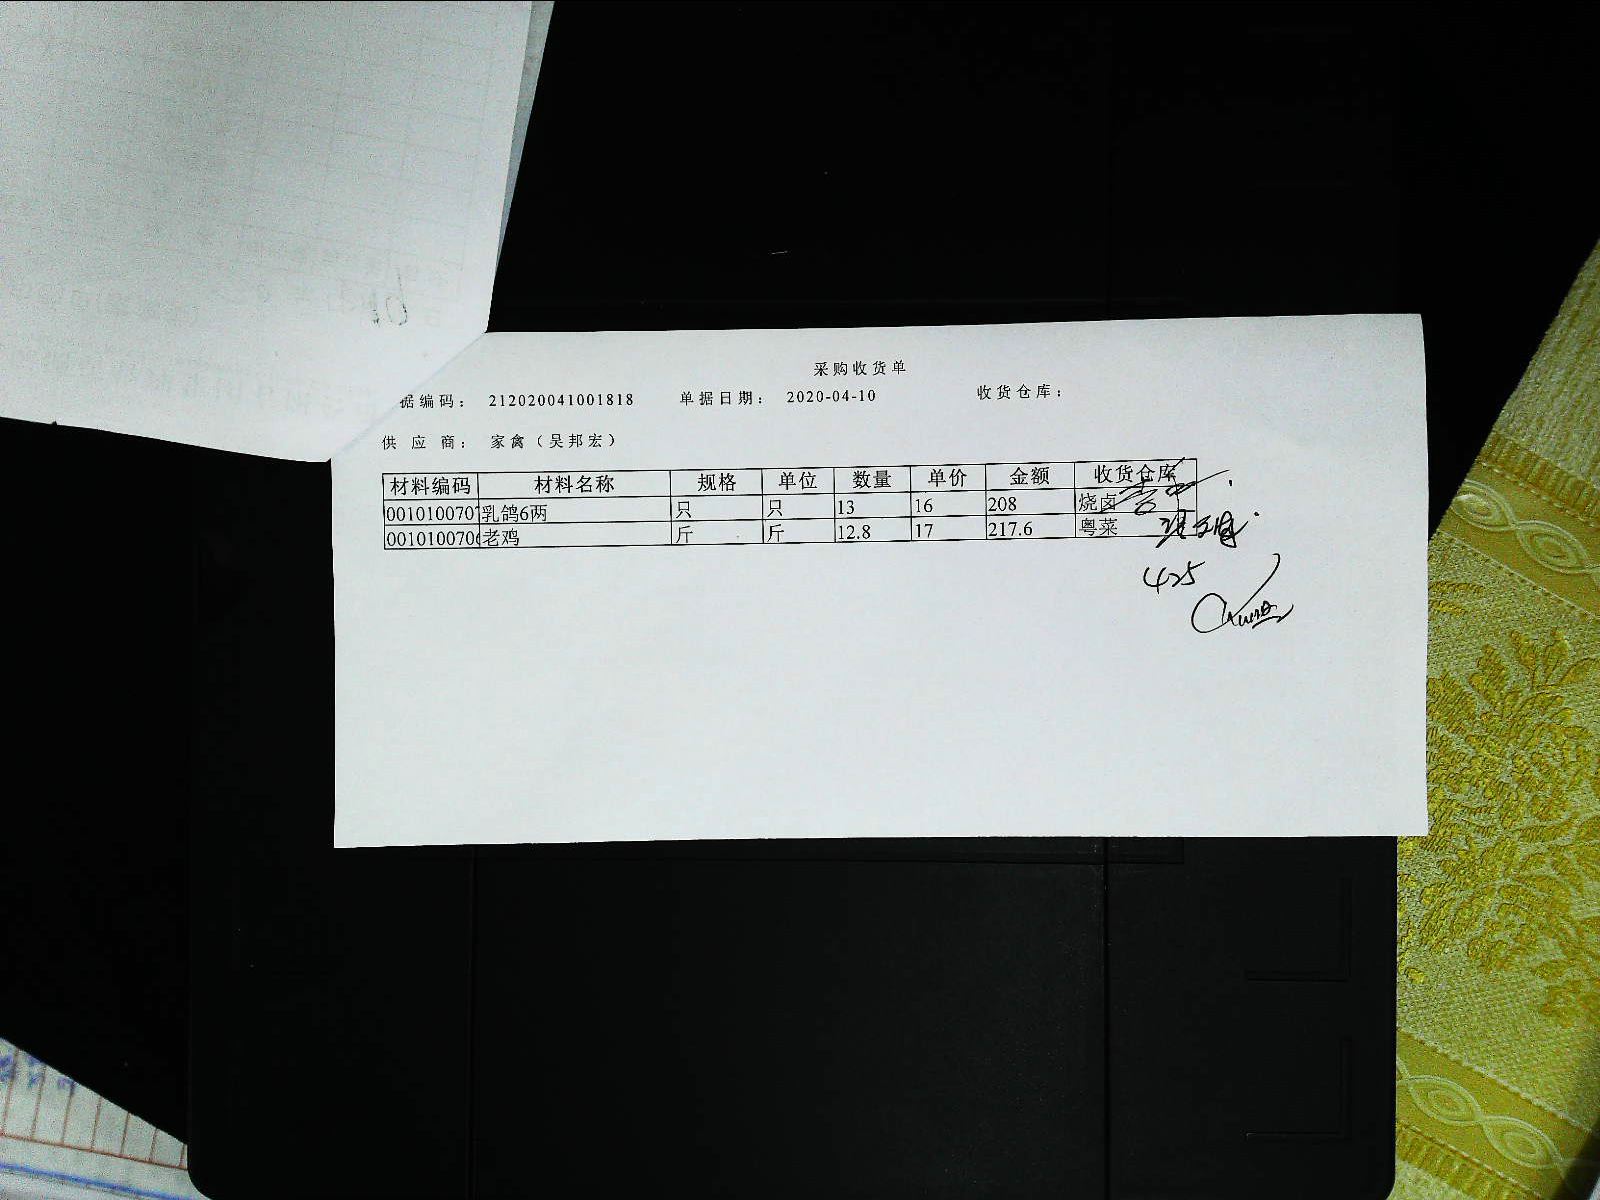 采购收货单
据编码： 212020041001818 单据日期： 2020-04-10 收货仓库：
供 应 商： 家禽（吴邦宏）
材料编码 材料名称 规格 单位 数量 单价 金额 收货仓库
00101007 乳鸽6两 只 只 13 16 208 烧卤
0010100706 老鸡 斤 斤 12.8 17 217.6 粤菜
425